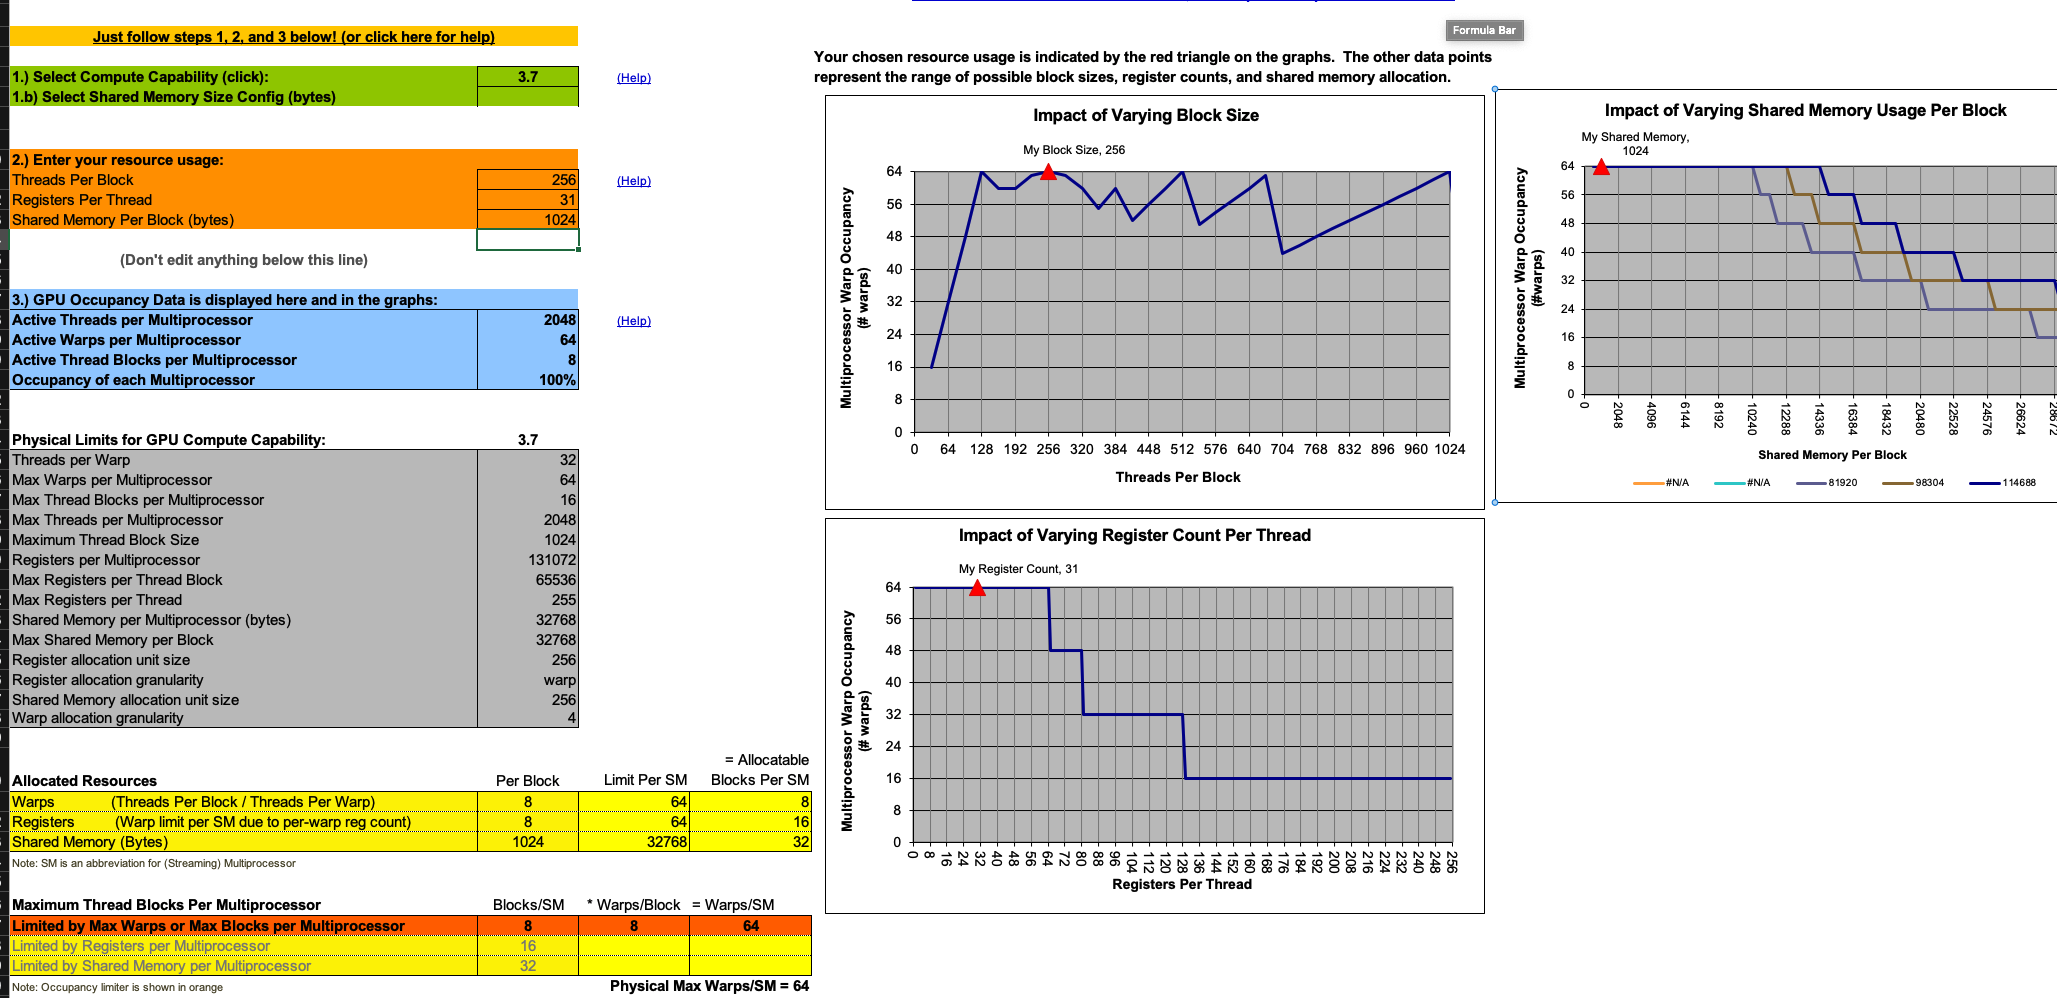 Just follow steps 1, 2, and 3 below! (or click here for help)
1.) Select Compute Capability (click): 3.7 (Help)
1.b) Select Shared Memory Size Config (bytes)
2.) Enter your resource usage:
Threads Per Block 256 (Help)
Registers Per Thread 31
Shared Memory Per Block (bytes) 1024
(Don't edit anything below this line)
3.) GPU Occupancy Data is displayed here and in the graphs:
Active Threads per Multiprocessor 2048 (Help)
Active Warps per Multiprocessor 64
Active Thread Blocks per Multiprocessor 8
Occupancy of each Multiprocessor 100%
Physical Limits for GPU Compute Capability: 3.7
Threads per Warp 32
Max Warps per Multiprocessor 64
Max Thread Blocks per Multiprocessor 16
Max Threads per Multiprocessor 2048
Maximum Thread Block Size 1024
Registers per Multiprocessor 131072
Max Registers per Thread Block 65536
Max Registers per Thread 255
Shared Memory per Multiprocessor (bytes) 32768
Max Shared Memory per Block 32768
Register allocation unit size 256
Register allocation granularity warp
Shared Memory allocation unit size 256
Warp allocation granularity 4
= Allocatable
Allocated Resources Per Block Limit Per SM Blocks Per SM
Warps (Threads Per Block / Threads Per Warp) 8 64 8
Registers (Warp limit per SM due to per-warp reg count) 8 64 16
Shared Memory (Bytes) 1024 32768 32
Note: SM is an abbreviation for (Streaming) Multiprocessor
Maximum Thread Blocks Per Multiprocessor Blocks/SM * Warps/Block = Warps/SM
Limited by Max Warps or Max Blocks per Multiprocessor 8 8 64
Limited by Registers per Multiprocessor 16
Limited by Shared Memory per Multiprocessor 32
Note: Occupancy limiter is shown in orange Physical Max Warps/SM = 64
Formula Bar
Your chosen resource usage is indicated by the red triangle on the graphs. The other data points
represent the range of possible block sizes, register counts, and shared memory allocation.
Impact of Varying Block Size
My Block Size, 256
Multiprocessor Warp Occupancy
(# warps)
64
56
48
40
32
24
16
8
0
0 64 128 192 256 320 384 448 512 576 640 704 768 832 896 960 1024
Threads Per Block
Impact of Varying Shared Memory Usage Per Block
My Shared Memory,
1024
Multiprocessor Warp Occupancy
(#warps)
64
56
48
40
32
24
16
8
0
0 2048 4096 6144 8192 10240 12288 14336 16384 18432 20480 22528 24576 26624 28672
Shared Memory Per Block
#N/A #N/A 81920 98304 114688
Impact of Varying Register Count Per Thread
My Register Count, 31
Multiprocessor Warp Occupancy
(# warps)
64
56
48
40
32
24
16
8
0
0 8 16 24 32 40 48 56 64 72 80 88 96 104 112 120 128 136 144 152 160 168 176 184 192 200 208 216 224 232 240 248 256
Registers Per Thread